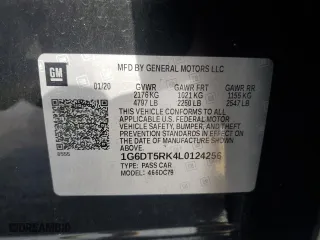 GM
MFD BY GENERAL MOTORS LLC
01/20 GVWR GAWR FRT GAWR RR
2176 KG 1021 KG 1155 KG
4797 LB 2250 LB 2547 LB
THIS VEHICLE CONFORMS TO ALL
APPLICABLE U.S. FEDERAL MOTOR
VEHICLE SAFETY, BUMPER, AND THEFT
PREVENTION STANDARDS IN EFFECT
ON THE DATE OF MANUFACTURE
SHOWN ABOVE.
1G6DT5RK4L0124256
TYPE: PASS CAR
MODEL: 466DC79